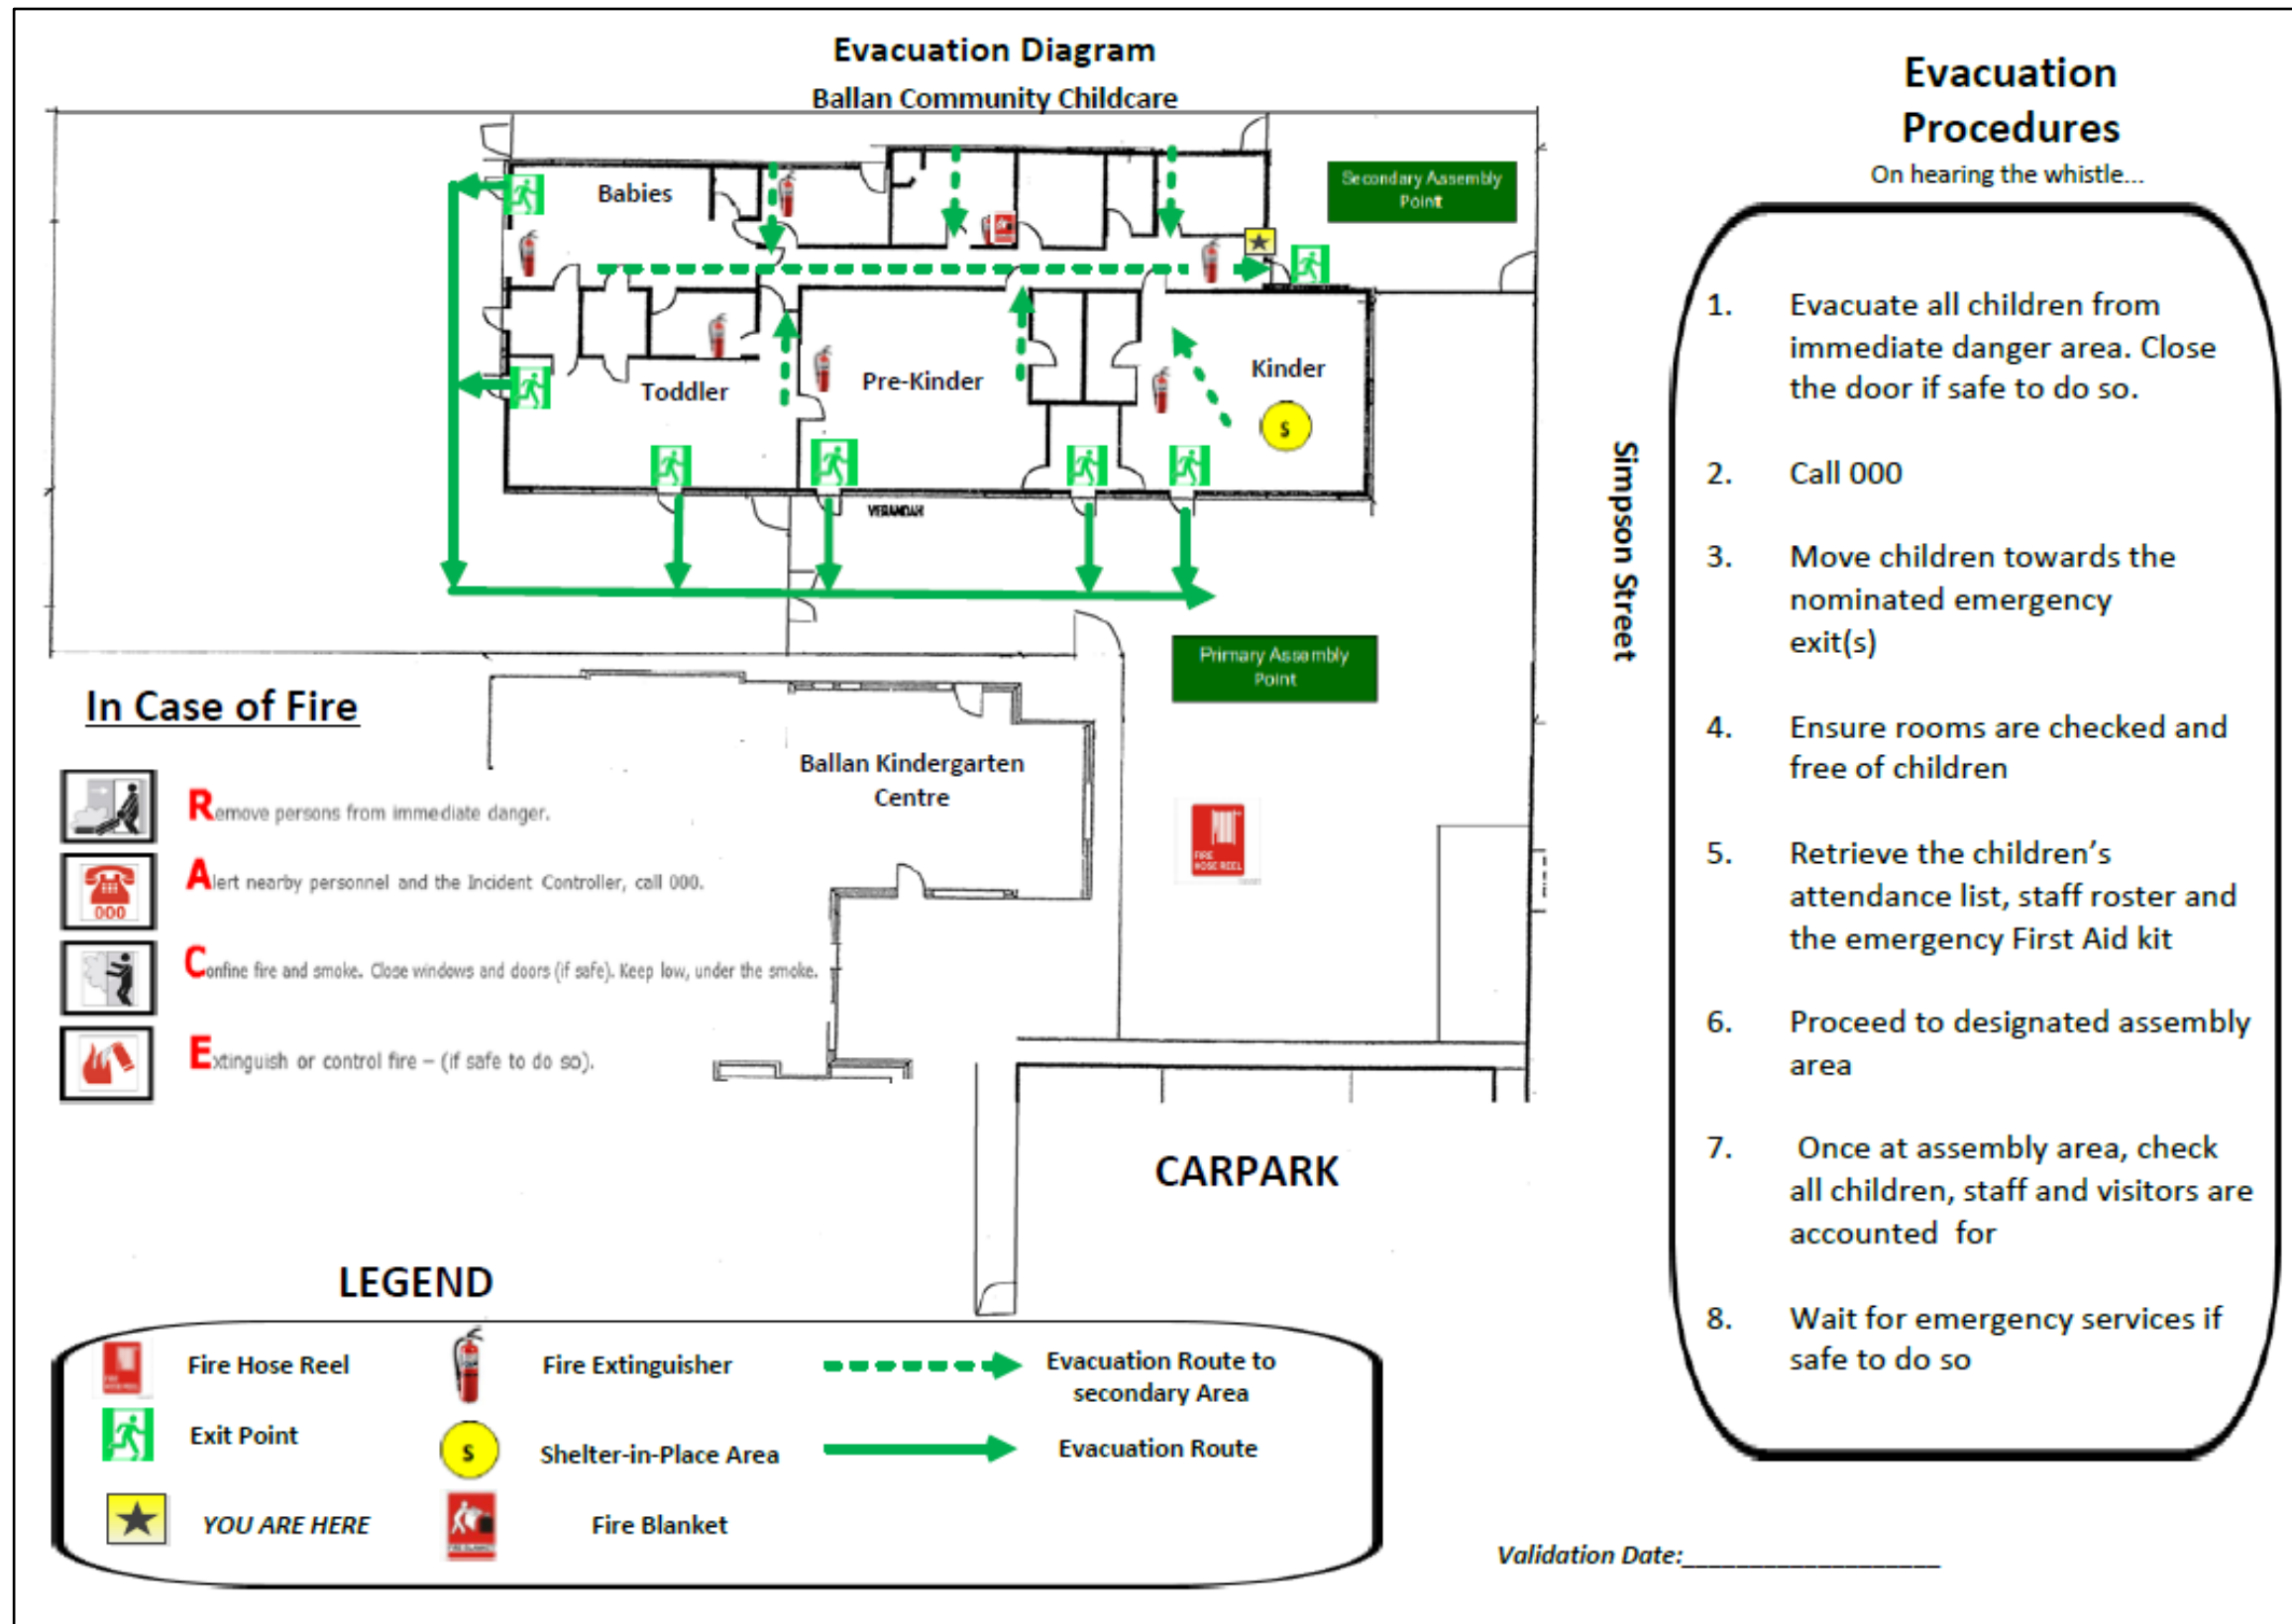 Evacuation Diagram
Ballan Community Childcare
Babies
Secondary Assembly
Point
Toddler
Pre-Kinder
Kinder
S
VERANDAH
Simpson Street
Primary Assembly
Point
Ballan Kindergarten
Centre
FIRE
HOSE REEL
CARPARK
In Case of Fire
Remove persons from immediate danger.
000
Alert nearby personnel and the Incident Controller, call 000.
Confine fire and smoke. Close windows and doors (if safe). Keep low, under the smoke.
Extinguish or control fire – (if safe to do so).
LEGEND
FIRE
HOSE REEL
Fire Hose Reel
Fire Extinguisher
Evacuation Route to
secondary Area
Exit Point
S
Shelter-in-Place Area
Evacuation Route
YOU ARE HERE
FIRE BLANKET
Fire Blanket
Evacuation
Procedures
On hearing the whistle...
1. Evacuate all children from
immediate danger area. Close
the door if safe to do so.
2. Call 000
3. Move children towards the
nominated emergency
exit(s)
4. Ensure rooms are checked and
free of children
5. Retrieve the children’s
attendance list, staff roster and
the emergency First Aid kit
6. Proceed to designated assembly
area
7. Once at assembly area, check
all children, staff and visitors are
accounted for
8. Wait for emergency services if
safe to do so
Validation Date:___________________